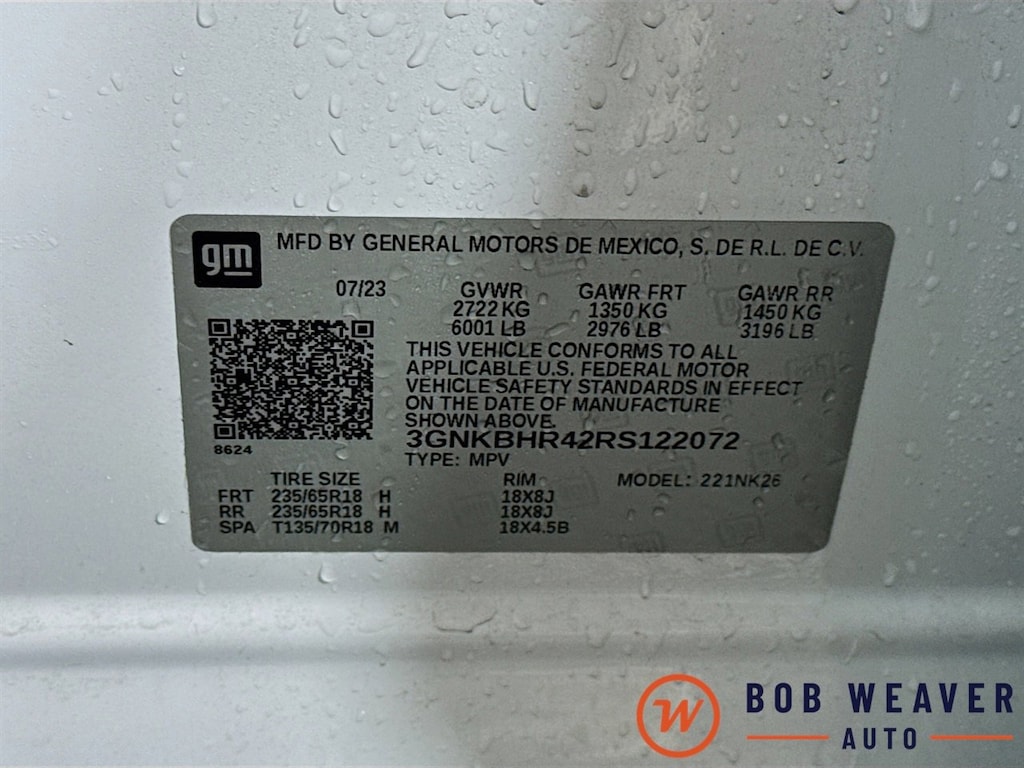 gm
MFD BY GENERAL MOTORS DE MEXICO, S. DE R.L. DE C.V.
07/23 GVWR GAWR FRT GAWR RR
2722 KG 1350 KG 1450 KG
6001 LB 2976 LB 3196 LB
THIS VEHICLE CONFORMS TO ALL
APPLICABLE U.S. FEDERAL MOTOR
VEHICLE SAFETY STANDARDS IN EFFECT
ON THE DATE OF MANUFACTURE
SHOWN ABOVE.
3GNKBHR42RS122072
8624
TYPE: MPV
TIRE SIZE RIM MODEL: 221NK26
FRT 235/65R18 H 18X8J
RR 235/65R18 H 18X8J
SPA T135/70R18 M 18X4.5B
W BOB WEAVER
AUTO